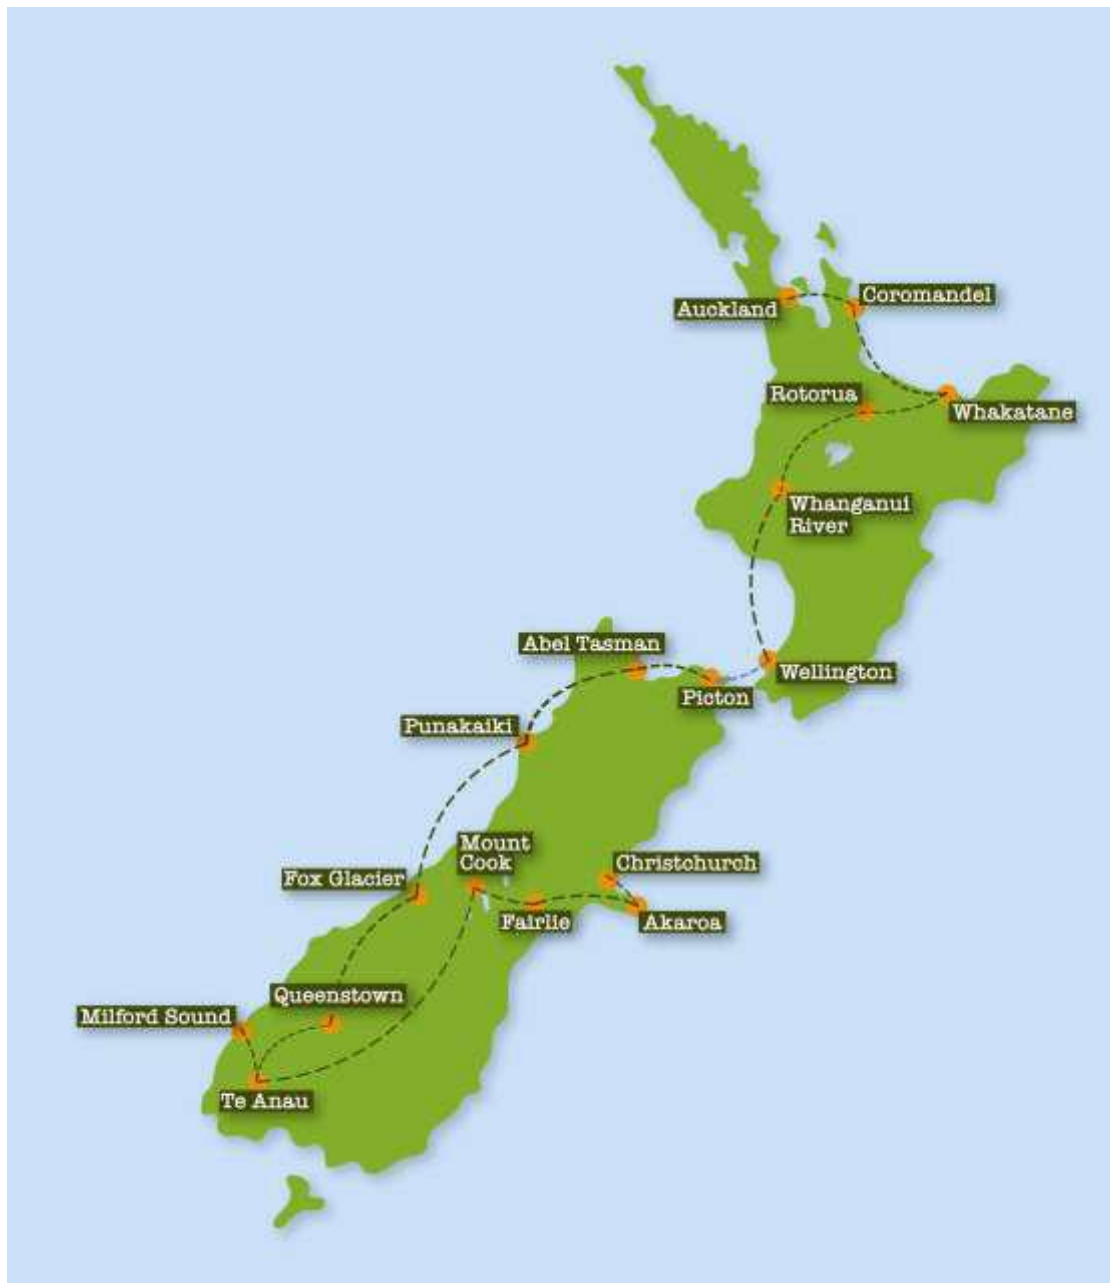 Coromandel
Auckland
Rotorua
Whakatane
Whanganui
River
Abel Tasman
Wellington
Picton
Punakaiki
Mount
Cook
Christchurch
Fox Glacier
Fairlie
Akaroa
Queenstown
Milford Sound
Te Anau